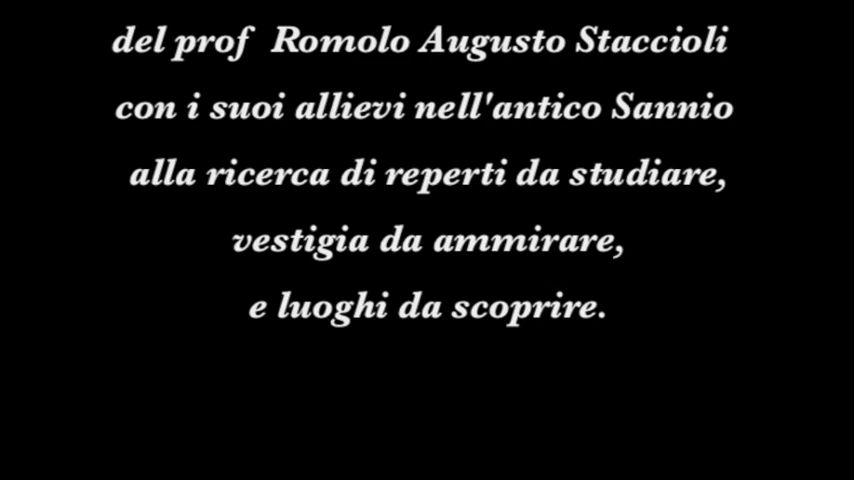 del prof  Romolo Augusto Staccioli
con i suoi allievi nell'antico Sannio
alla ricerca di reperti da studiare,
vestigia da ammirare,
e luoghi da scoprire.